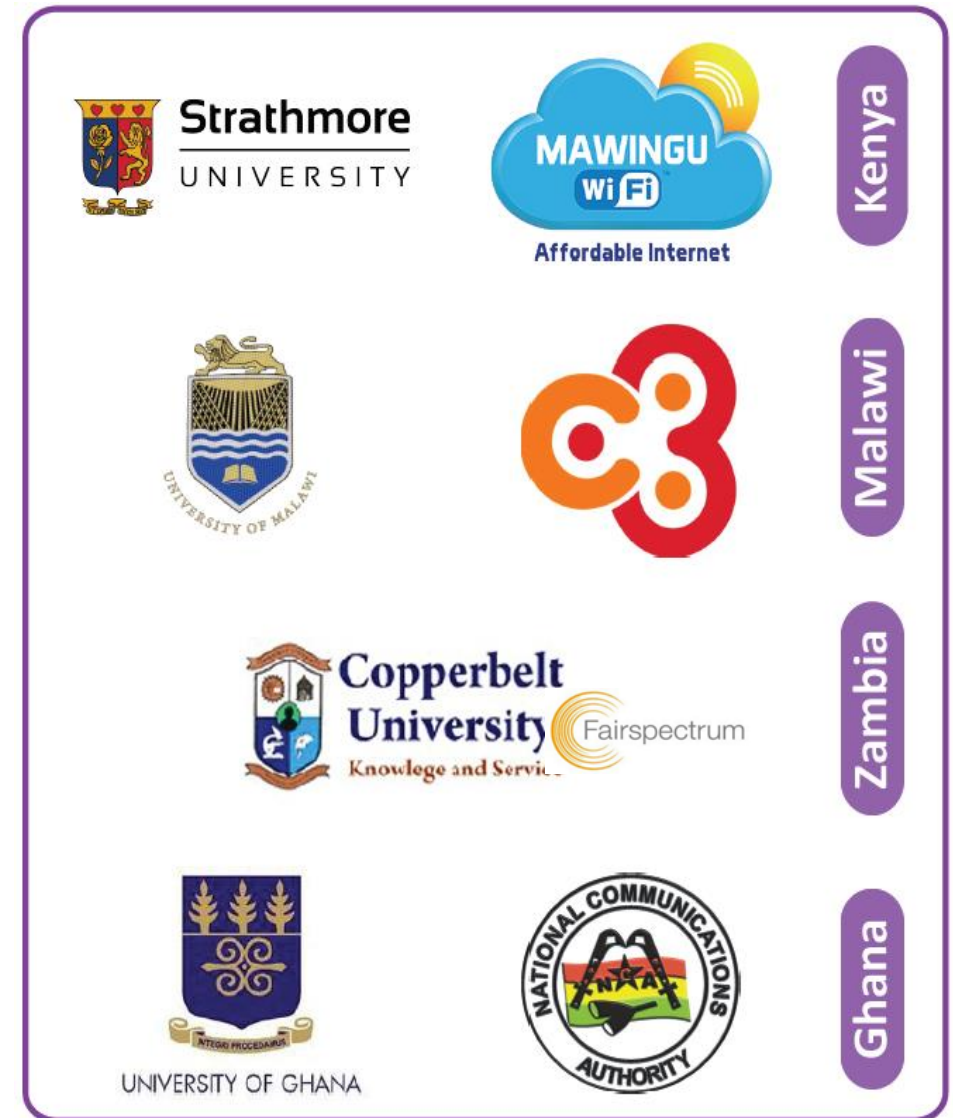 Strathmore
UNIVERSITY
MAWINGU
WiFi
Affordable Internet
Kenya
UNIVERSITY OF MALAWI
C3
Malawi
Copperbelt
University
Knowlege and Servic
Fairspectrum
Zambia
INTEGRI PROCEDAMUS
UNIVERSITY OF GHANA
NATIONAL COMMUNICATIONS
NCA
AUTHORITY
Ghana